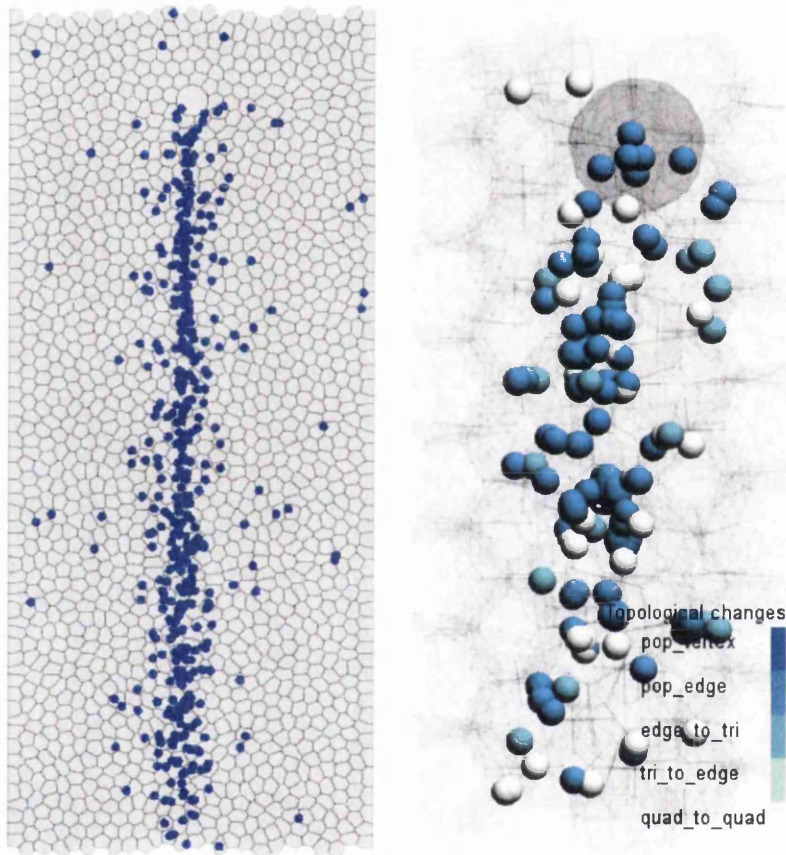 Topological changes
pop_vertex
pop_edge
edge_to_tri
tri_to_edge
quad_to_quad